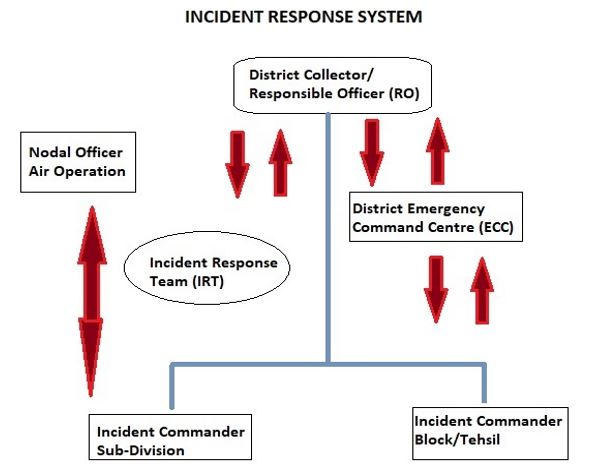 INCIDENT RESPONSE SYSTEM
District Collector/
Responsible Officer (RO)
Nodal Officer
Air Operation
District Emergency
Command Centre (ECC)
Incident Response
Team (IRT)
Incident Commander
Sub-Division
Incident Commander
Block/Tehsil